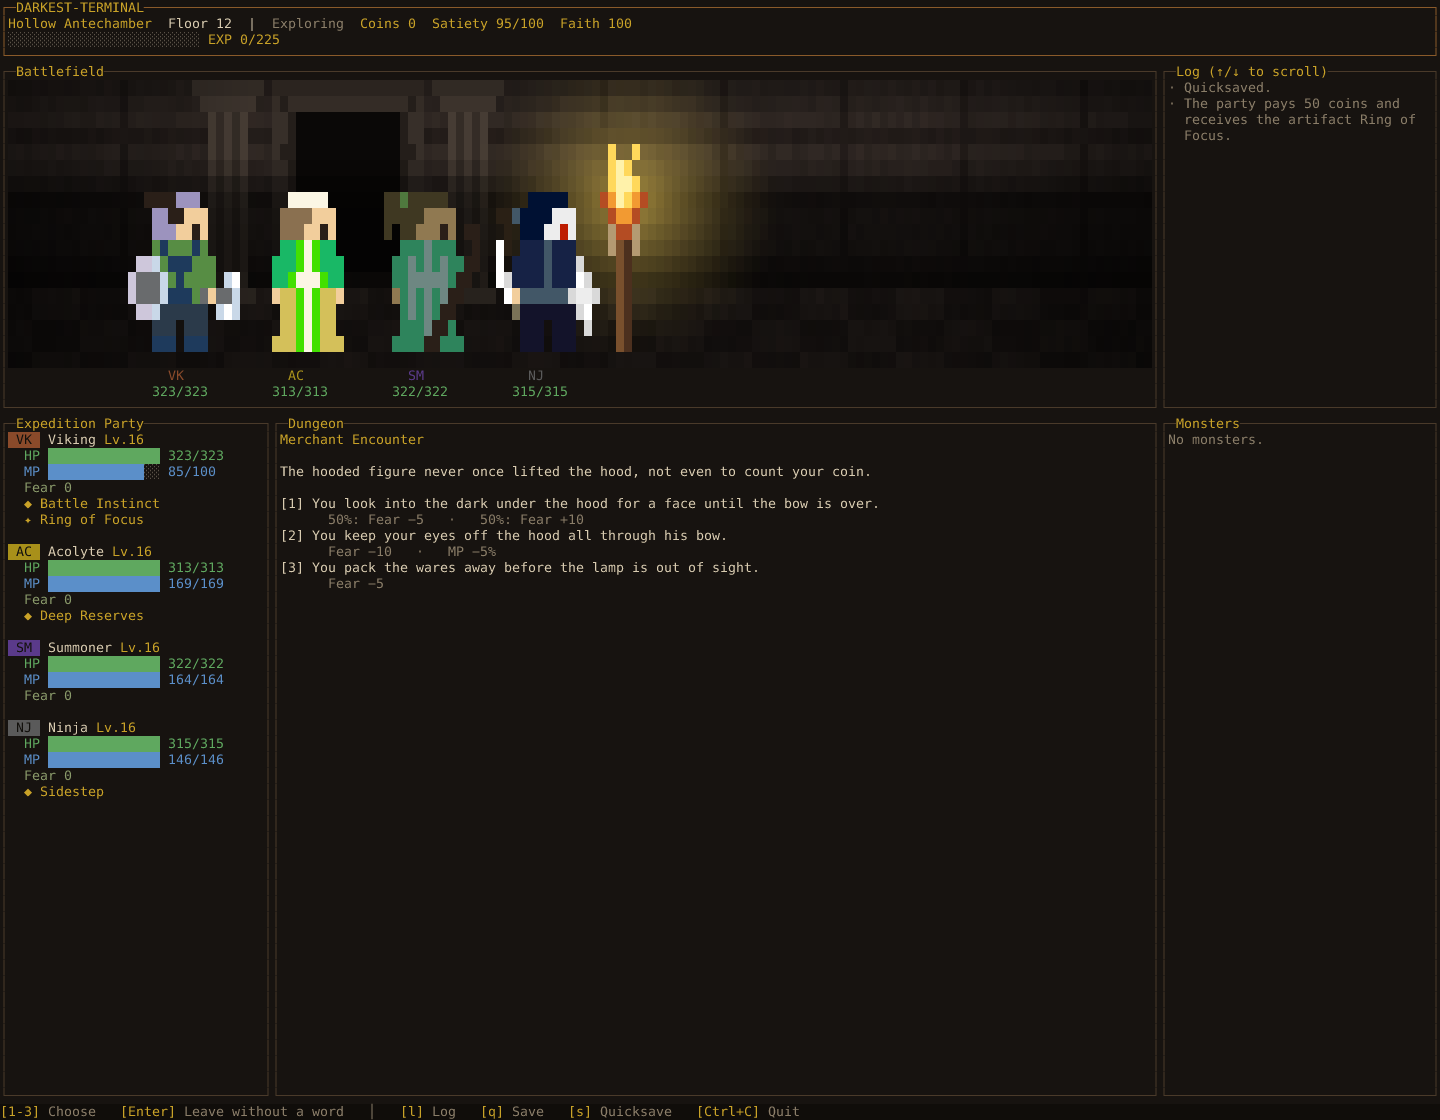 DARKEST-TERMINAL
Hollow Antechamber  Floor 12  |  Exploring  Coins 0  Satiety 95/100  Faith 100
EXP 0/225
Battlefield
VK AC SM NJ
323/323 313/313 322/322 315/315
Log (↑/↓ to scroll)
· Quicksaved.
· The party pays 50 coins and
receives the artifact Ring of
Focus.
Expedition Party
VK Viking Lv.16
HP 323/323
MP 85/100
Fear 0
◆ Battle Instinct
✦ Ring of Focus
AC Acolyte Lv.16
HP 313/313
MP 169/169
Fear 0
◆ Deep Reserves
SM Summoner Lv.16
HP 322/322
MP 164/164
Fear 0
NJ Ninja Lv.16
HP 315/315
MP 146/146
Fear 0
◆ Sidestep
Dungeon
Merchant Encounter
The hooded figure never once lifted the hood, not even to count your coin.
[1] You look into the dark under the hood for a face until the bow is over.
50%: Fear −5   ·   50%: Fear +10
[2] You keep your eyes off the hood all through his bow.
Fear −10   ·   MP −5%
[3] You pack the wares away before the lamp is out of sight.
Fear −5
Monsters
No monsters.
[1-3] Choose   [Enter] Leave without a word   │   [l] Log   [q] Save   [s] Quicksave   [Ctrl+C] Quit